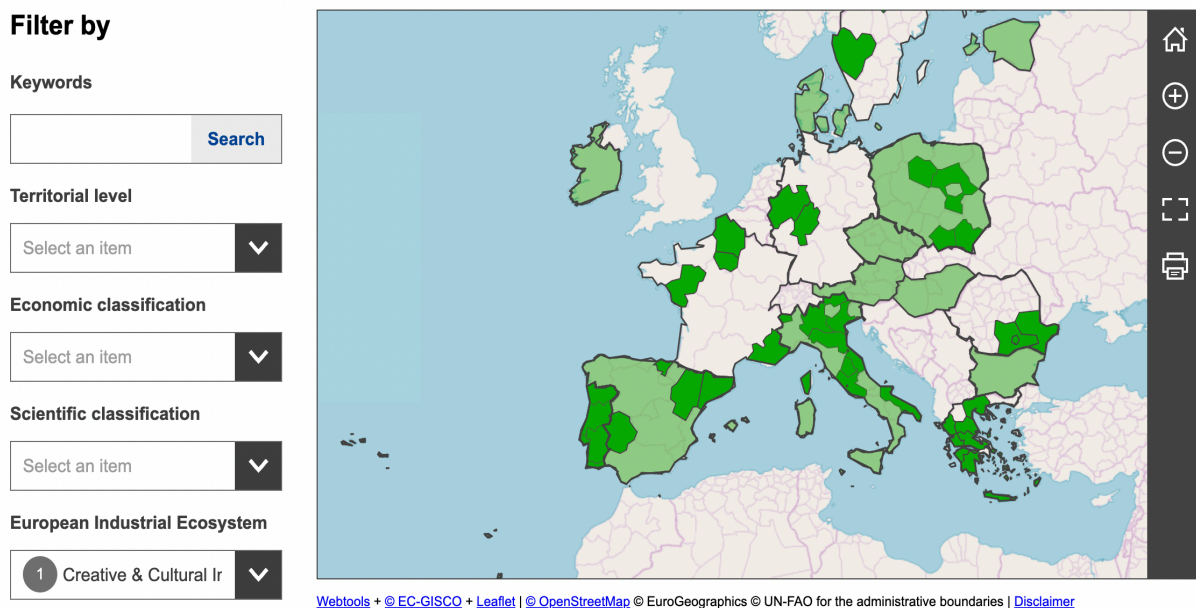 Filter by
Keywords
Search
Territorial level
Select an item
Economic classification
Select an item
Scientific classification
Select an item
European Industrial Ecosystem
1 Creative & Cultural Ir
Webtools + © EC-GISCO + Leaflet | © OpenStreetMap © EuroGeographics © UN-FAO for the administrative boundaries | Disclaimer